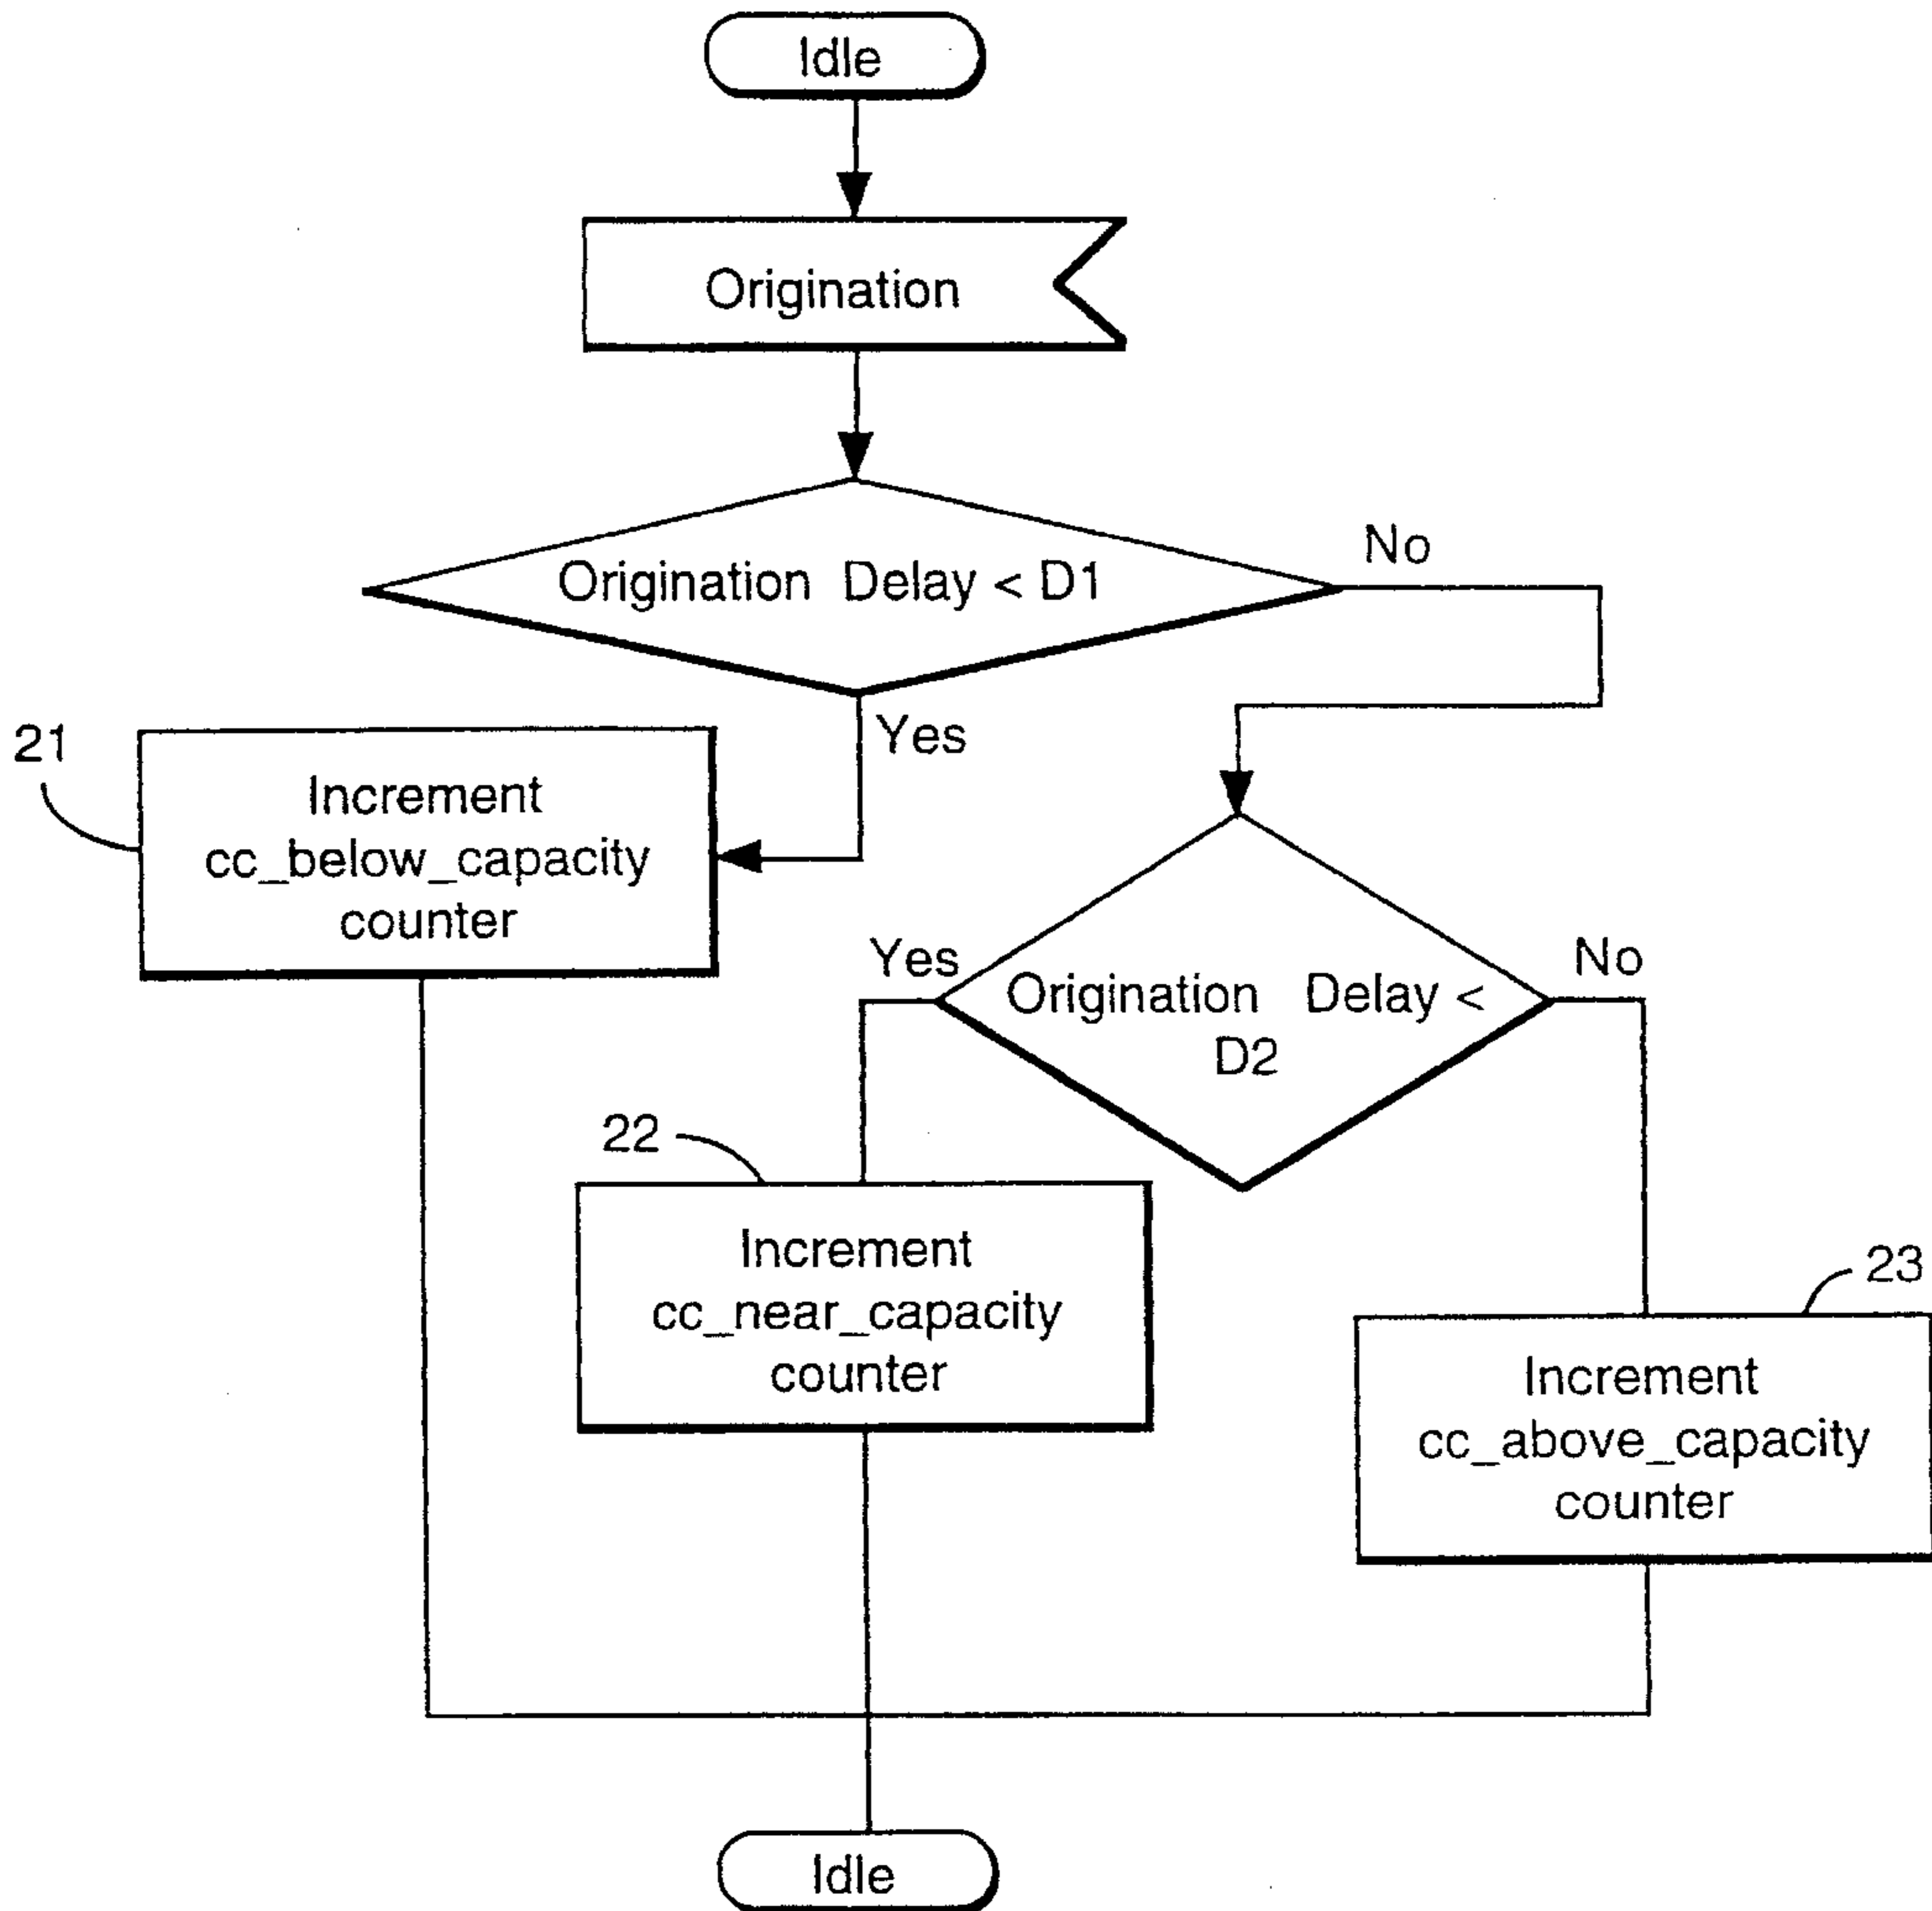 Idle
Origination
Origination Delay < D1
No
Yes
21
Increment
cc_below_capacity
counter
Yes
No
Origination Delay <
D2
22
Increment
cc_near_capacity
counter
23
Increment
cc_above_capacity
counter
Idle